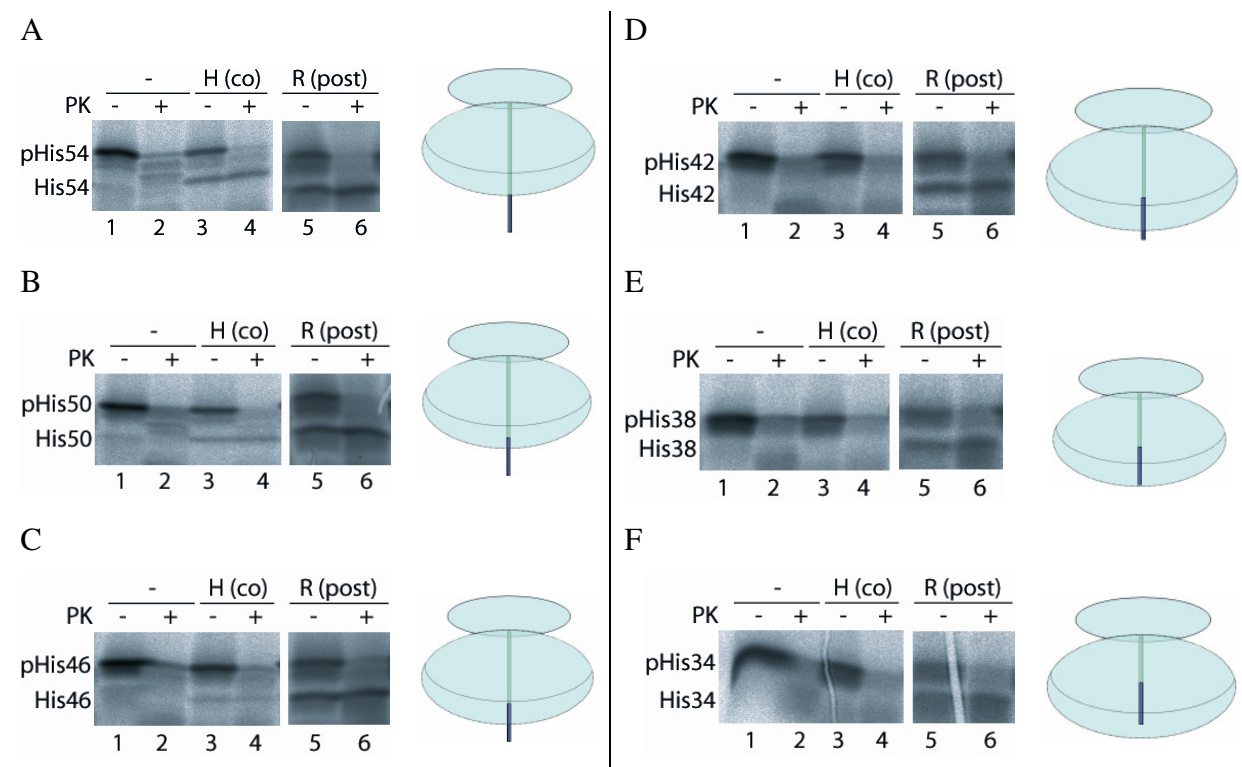 A
- H (co) R (post)
PK - + - + - +
pHis54
His54
1 2 3 4 5 6
B
- H (co) R (post)
PK - + - + - +
pHis50
His50
1 2 3 4 5 6
C
- H (co) R (post)
PK - + - + - +
pHis46
His46
1 2 3 4 5 6
D
- H (co) R (post)
PK - + - + - +
pHis42
His42
1 2 3 4 5 6
E
- H (co) R (post)
PK - + - + - +
pHis38
His38
1 2 3 4 5 6
F
- H (co) R (post)
PK - + - + - +
pHis34
His34
1 2 3 4 5 6